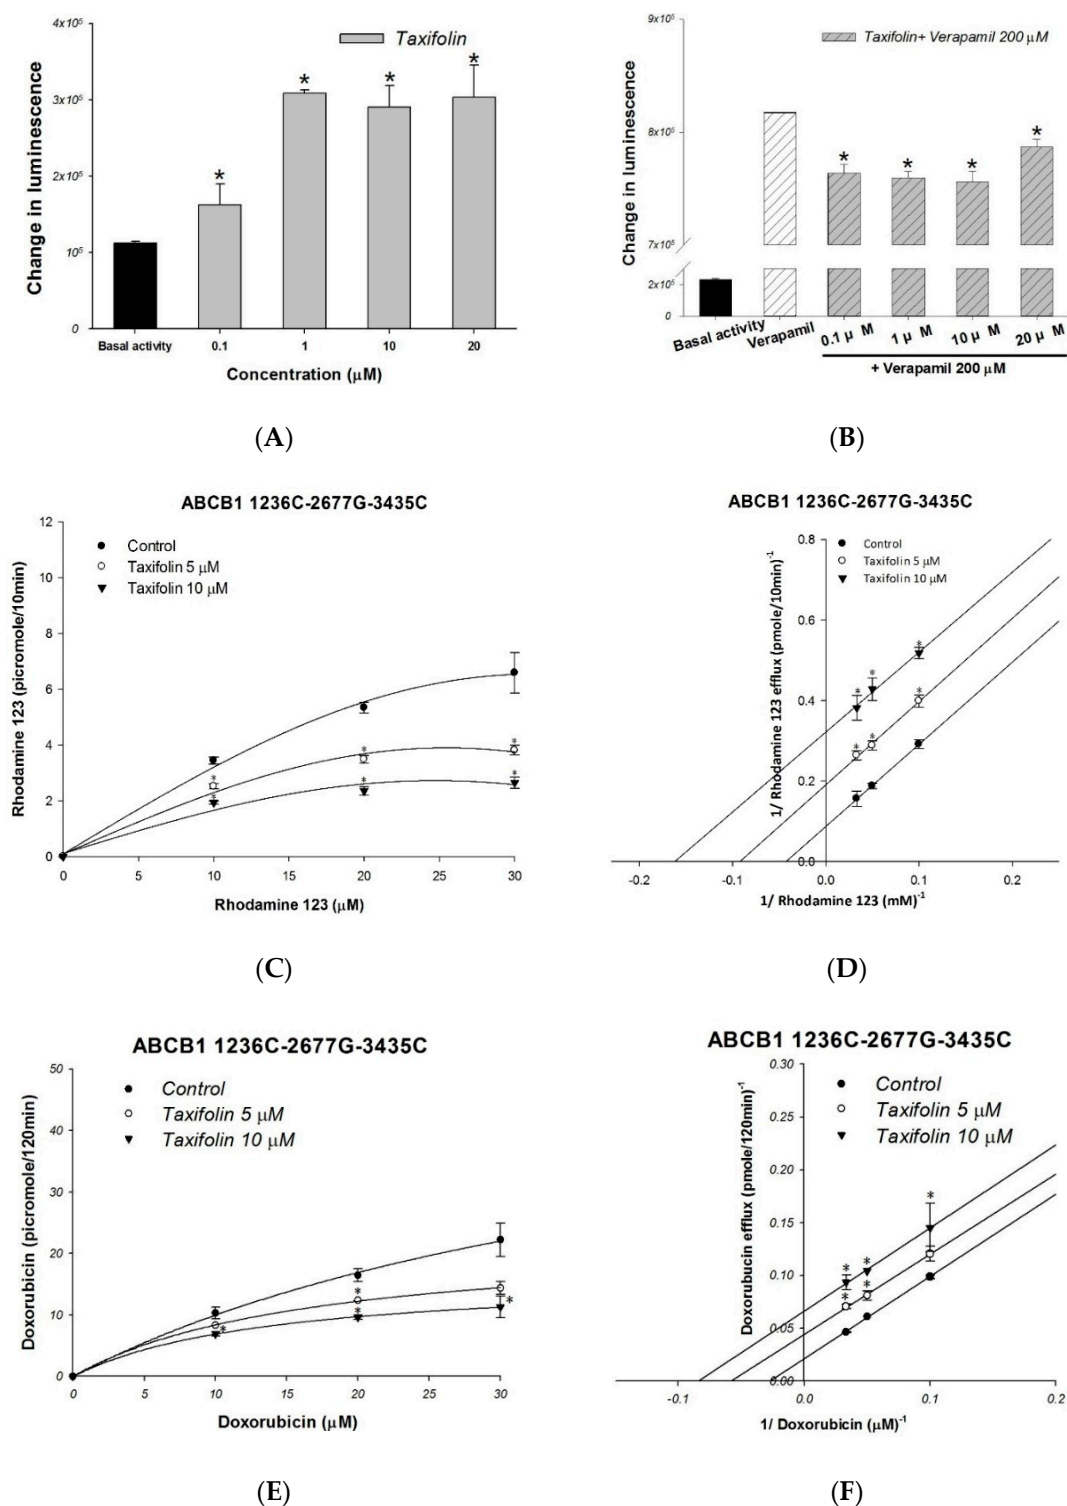 4x10⁵
3x10⁵
2x10⁵
10⁵
0
Change in luminescence
Taxifolin
*
*
*
*
Basal activity 0.1 1 10 20
Concentration (μM)
(A)
9x10⁵
8x10⁵
7x10⁵
2x10⁵
0
Change in luminescence
Taxifolin+ Verapamil 200 μM
*
*
*
*
Basal activity Verapamil 0.1 μ M 1 μ M 10 μ M 20 μ M
+ Verapamil 200 μM
(B)
ABCB1 1236C-2677G-3435C
Rhodamine 123 (picromole/10min)
12
10
8
6
4
2
0
Control
Taxifolin 5 μM
Taxifolin 10 μM
* * *
* * *
0 5 10 15 20 25 30
Rhodamine 123 (μM)
(C)
ABCB1 1236C-2677G-3435C
1/ Rhodamine 123 efflux (pmole/10min)⁻¹
0.8
0.6
0.4
0.2
0.0
Control
Taxifolin 5 μM
Taxifolin 10 μM
* * *
* * *
-0.2 -0.1 0.0 0.1 0.2
1/ Rhodamine 123 (mM)⁻¹
(D)
ABCB1 1236C-2677G-3435C
Doxorubicin (picromole/120min)
50
40
30
20
10
0
Control
Taxifolin 5 μM
Taxifolin 10 μM
* * * *
0 5 10 15 20 25 30
Doxorubicin (μM)
(E)
ABCB1 1236C-2677G-3435C
Doxorubucin efflux (pmole/120min)⁻¹
0.30
0.25
0.20
0.15
0.10
0.05
0.00
Control
Taxifolin 5 μM
Taxifolin 10 μM
* * *
* *
-0.1 0.0 0.1 0.2
1/ Doxorubicin (μM)⁻¹
(F)